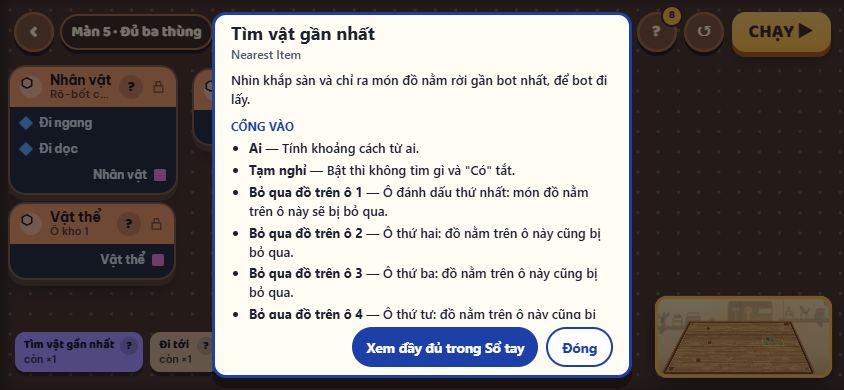 Màn 5 · Đủ ba thùng
?
8
CHẠY
Nhân vật
Rô-bốt c...
?
Đi ngang
Đi dọc
Nhân vật
Vật thể
Ô kho 1
?
Vật thể
Tìm vật gần nhất
còn ×1
?
Đi tới
còn ×1
Tìm vật gần nhất
Nearest Item
Nhìn khắp sàn và chỉ ra món đồ nằm rời gần bot nhất, để bot đi
lấy.
CỔNG VÀO
• Ai — Tính khoảng cách từ ai.
• Tạm nghỉ — Bật thì không tìm gì và "Có" tắt.
• Bỏ qua đồ trên ô 1 — Ô đánh dấu thứ nhất: món đồ nằm
trên ô này sẽ bị bỏ qua.
• Bỏ qua đồ trên ô 2 — Ô thứ hai: đồ nằm trên ô này cũng bị
bỏ qua.
• Bỏ qua đồ trên ô 3 — Ô thứ ba: đồ nằm trên ô này cũng bị
bỏ qua.
• Bỏ qua đồ trên ô 4 — Ô thứ tư: đồ nằm trên ô này cũng bị
Xem đầy đủ trong Sổ tay
Đóng